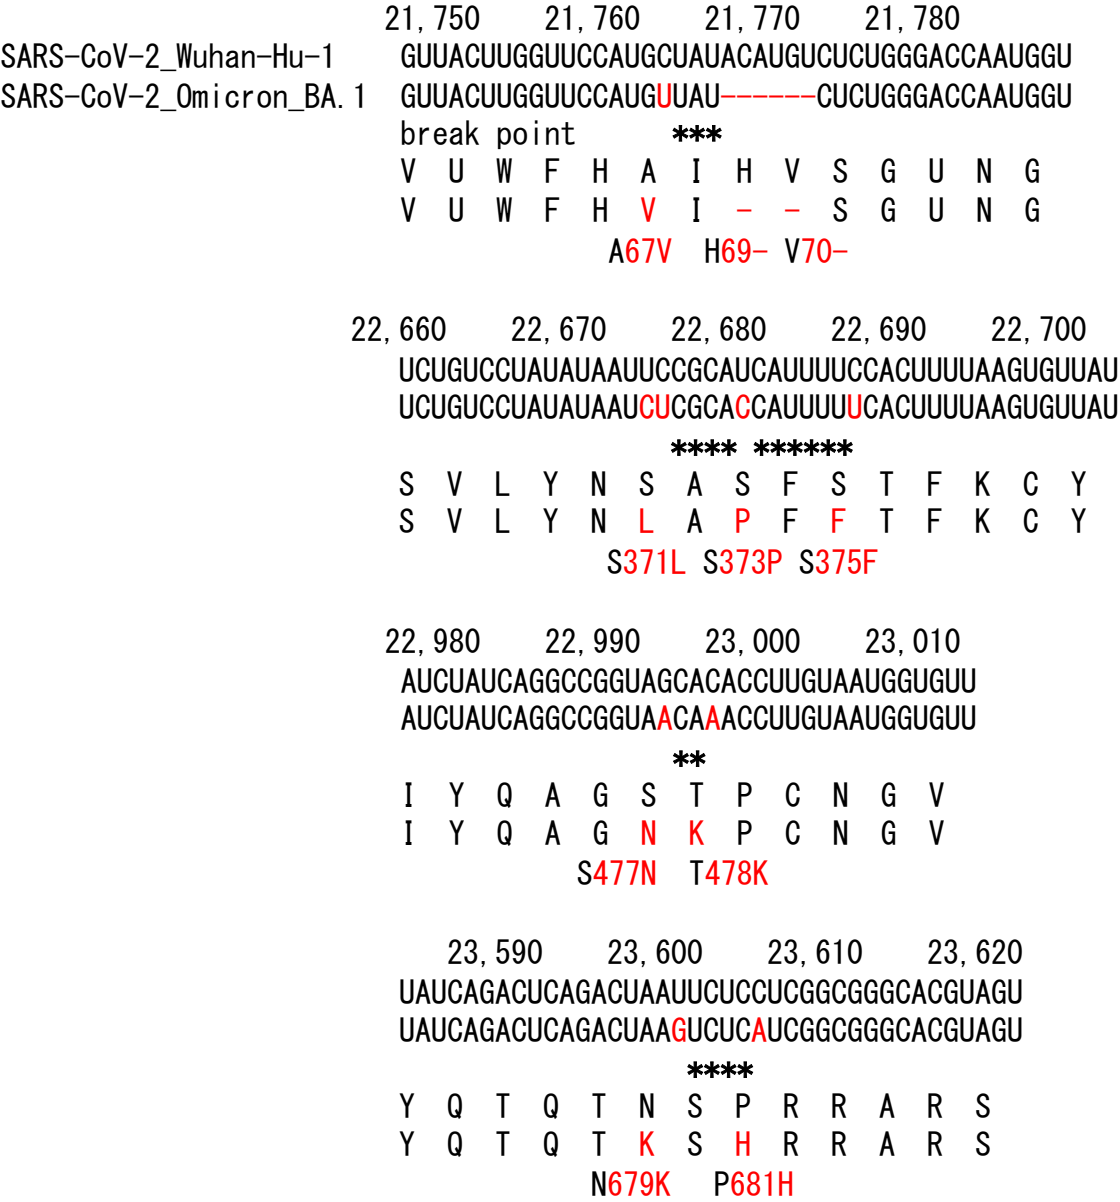 21,750 21,760 21,770 21,780
SARS-CoV-2_Wuhan-Hu-1 GUUACUUGGUUCCAUGCUAUACAUGUCUCUGGGACCAAUGGU
SARS-CoV-2_Omicron_BA.1 GUUACUUGGUUCCAUGUUAU------CUCUGGGACCAAUGGU
break point ***
V U W F H A I H V S G U N G
V U W F H V I - - S G U N G
A67V H69- V70-
22,660 22,670 22,680 22,690 22,700
UCUGUCCUAUAUAAUUCCGCAUCAUUUUCCACUUUUAAGUGUUAU
UCUGUCCUAUAUAAUCUCGCACCAUUUUUCACUUUUAAGUGUUAU
**** ******
S V L Y N S A S F S T F K C Y
S V L Y N L A P F F T F K C Y
S371L S373P S375F
22,980 22,990 23,000 23,010
AUCUAUCAGGCCGGUAGCACACCUUGUAAUGGUGUU
AUCUAUCAGGCCGGUAACAAACCUUGUAAUGGUGUU
**
I Y Q A G S T P C N G V
I Y Q A G N K P C N G V
S477N T478K
23,590 23,600 23,610 23,620
UAUCAGACUCAGACUAAUUCUCCUCGGCGGGCACGUAGU
UAUCAGACUCAGACUAAGUCUCAUCGGCGGGCACGUAGU
****
Y Q T Q T N S P R R A R S
Y Q T Q T K S H R R A R S
N679K P681H